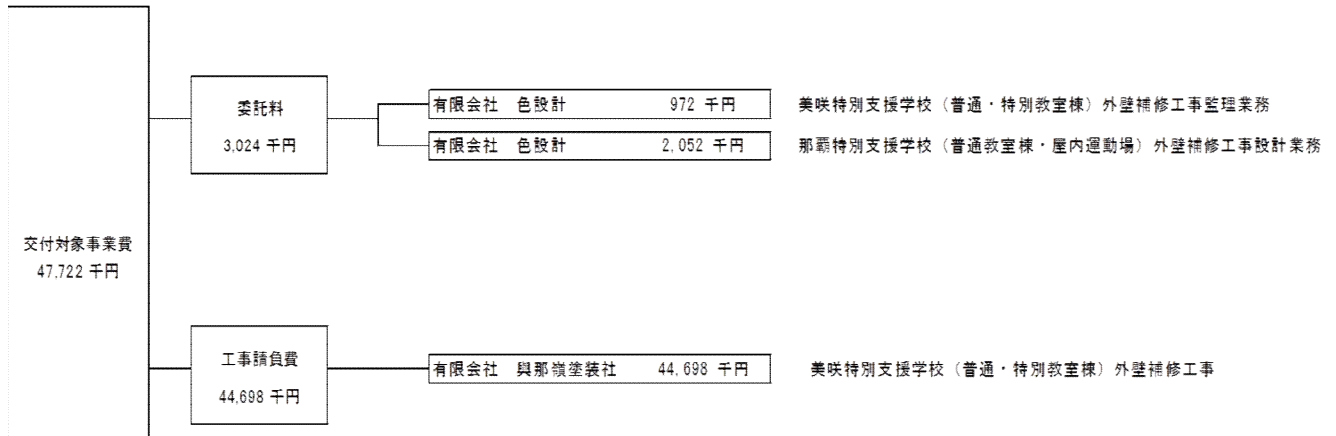 委託料
3,024 千円
有限会社 色設計 972 千円 美咲特別支援学校（普通・特別教室棟）外壁補修工事監理業務
有限会社 色設計 2,052 千円 那覇特別支援学校（普通教室棟・屋内運動場）外壁補修工事設計業務
交付対象事業費
47,722 千円
工事請負費
44,698 千円
有限会社 與那嶺塗装社 44,698 千円 美咲特別支援学校（普通・特別教室棟）外壁補修工事